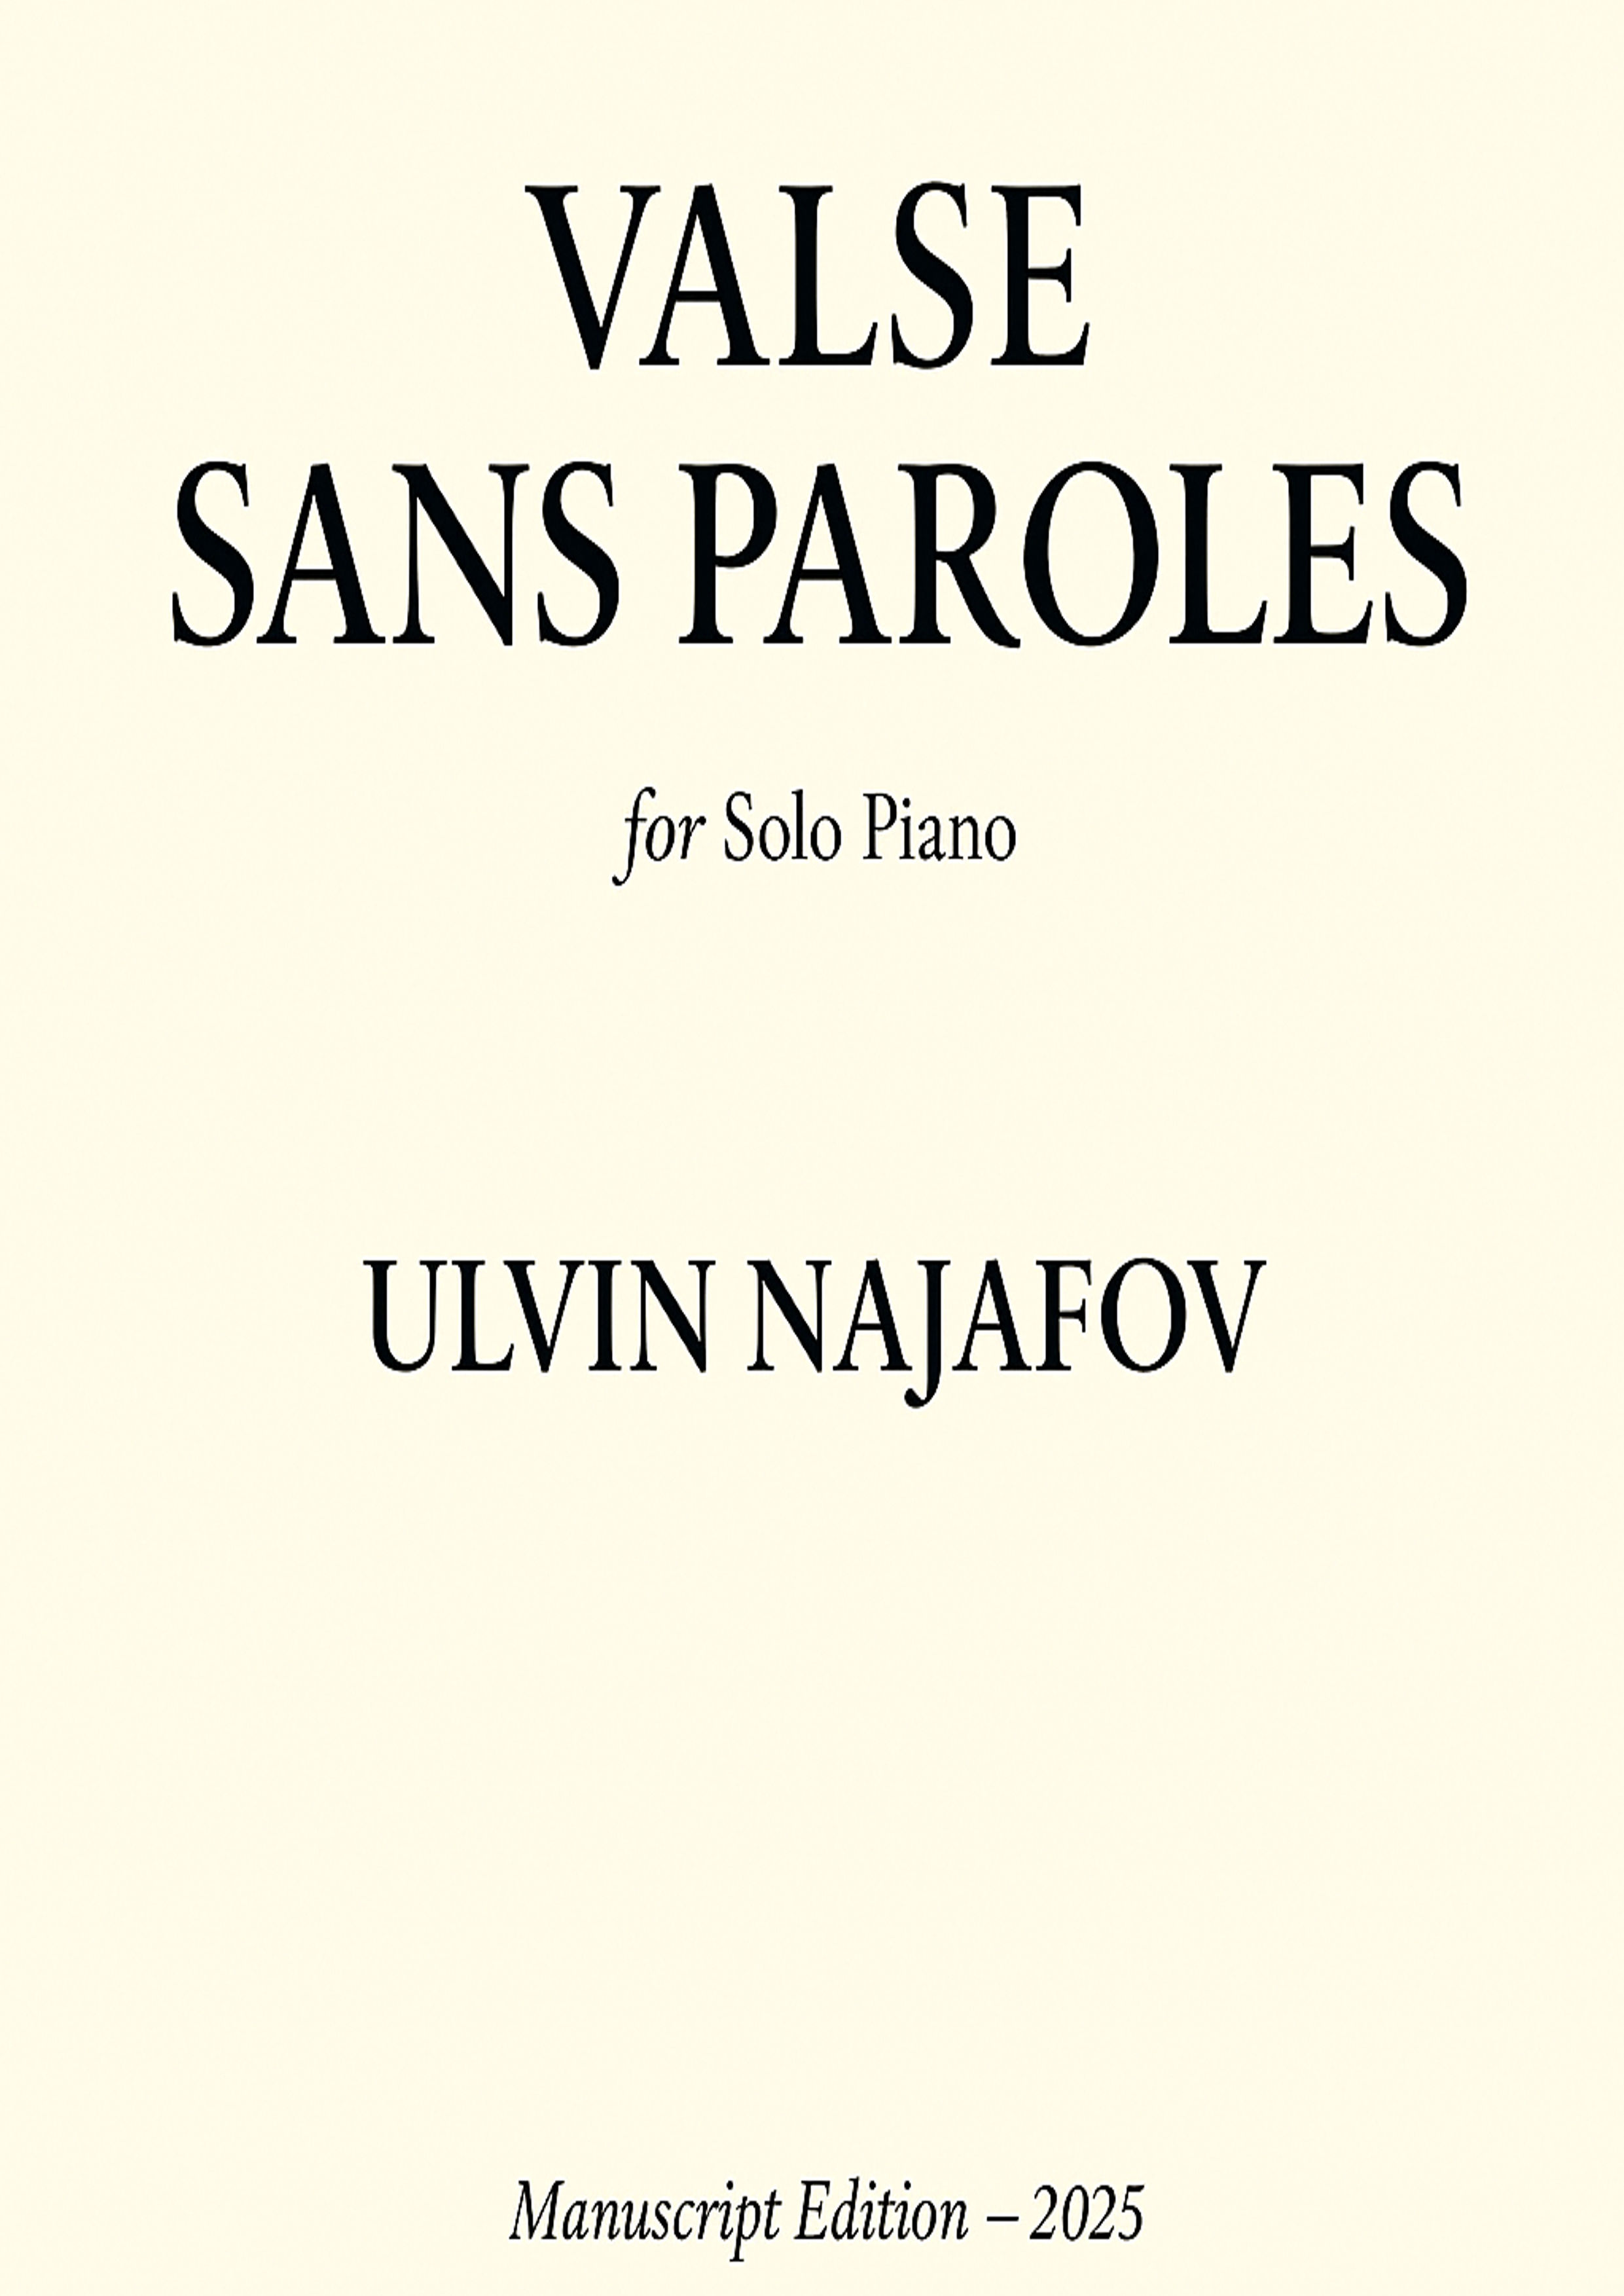 VALSE
SANS PAROLES
for Solo Piano
ULVIN NAJAFOV
Manuscript Edition – 2025